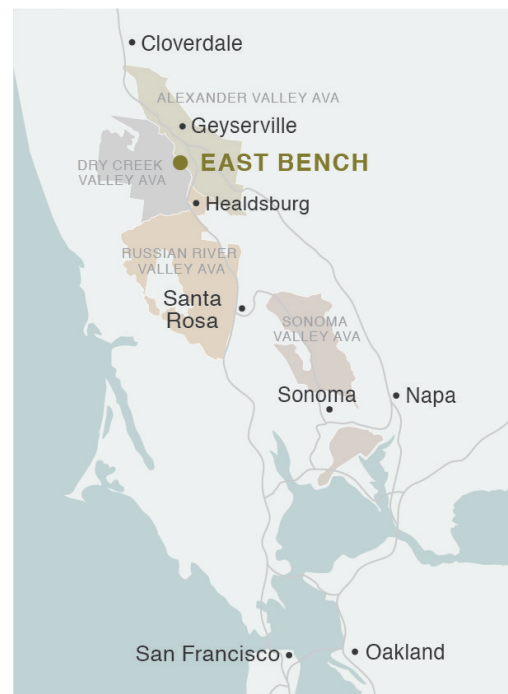 Cloverdale
ALEXANDER VALLEY AVA
Geyserville
EAST BENCH
DRY CREEK
VALLEY AVA
Healdsburg
RUSSIAN RIVER
VALLEY AVA
Santa
Rosa
SONOMA
VALLEY AVA
Sonoma
Napa
San Francisco
Oakland